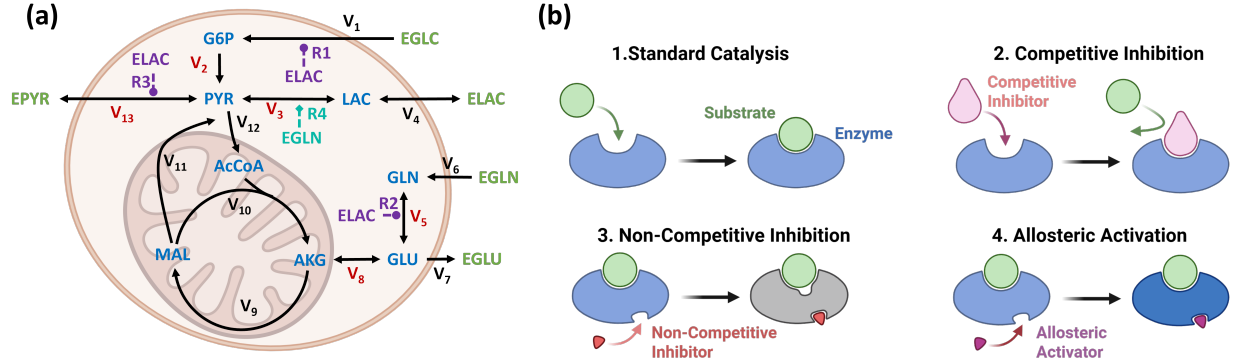 (a)
V1
G6P
EGLC
ELAC
R1
V2
ELAC
R3
EPYR
PYR
V3
R4
LAC
ELAC
V13
V4
EGLN
V12
V11
AcCoA
GLN
V6
EGLN
V10
R2
ELAC
V5
MAL
AKG
V8
GLU
EGLU
V7
V9
(b)
1.Standard Catalysis
Substrate
Enzyme
2. Competitive Inhibition
Competitive
Inhibitor
3. Non-Competitive Inhibition
Non-Competitive
Inhibitor
4. Allosteric Activation
Allosteric
Activator